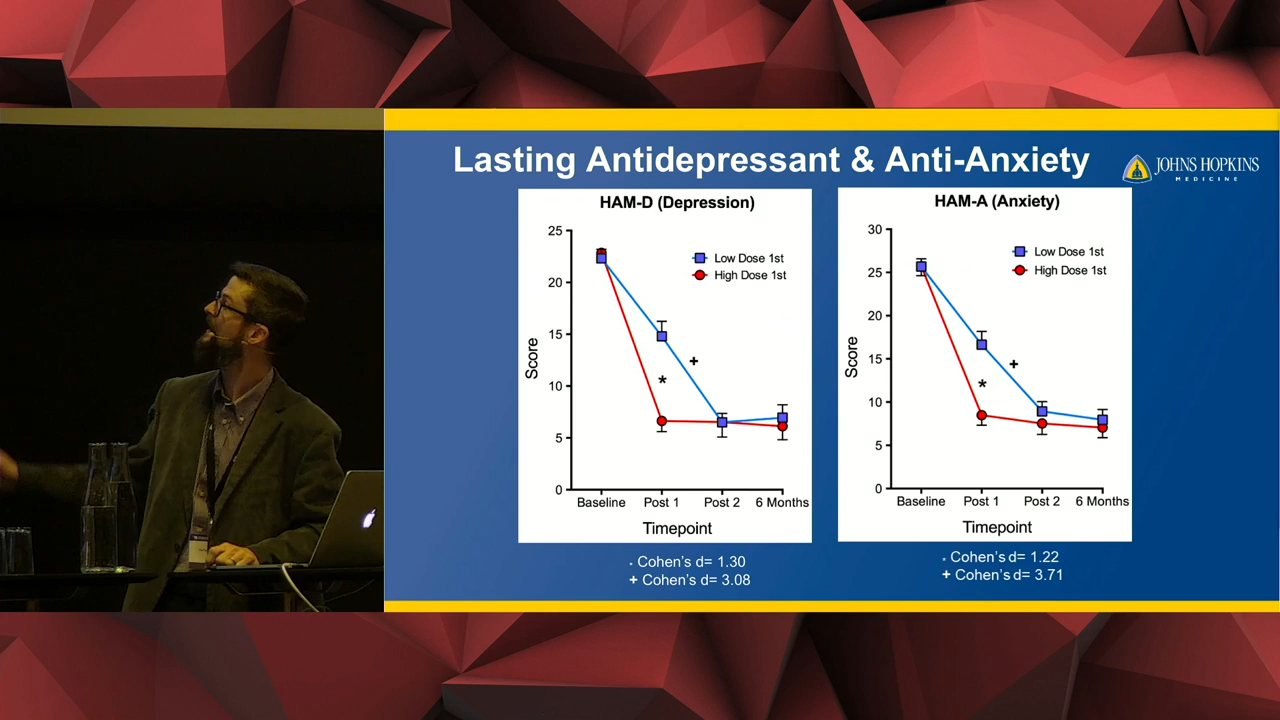 Lasting Antidepressant & Anti-Anxiety
JOHNS HOPKINS
MEDICINE
HAM-D (Depression)
25
20
15
10
5
0
Score
Low Dose 1st
High Dose 1st
*
+
Baseline Post 1 Post 2 6 Months
Timepoint
* Cohen's d= 1.30
+ Cohen's d= 3.08
HAM-A (Anxiety)
30
25
20
15
10
5
0
Score
Low Dose 1st
High Dose 1st
*
+
Baseline Post 1 Post 2 6 Months
Timepoint
* Cohen's d= 1.22
+ Cohen's d= 3.71